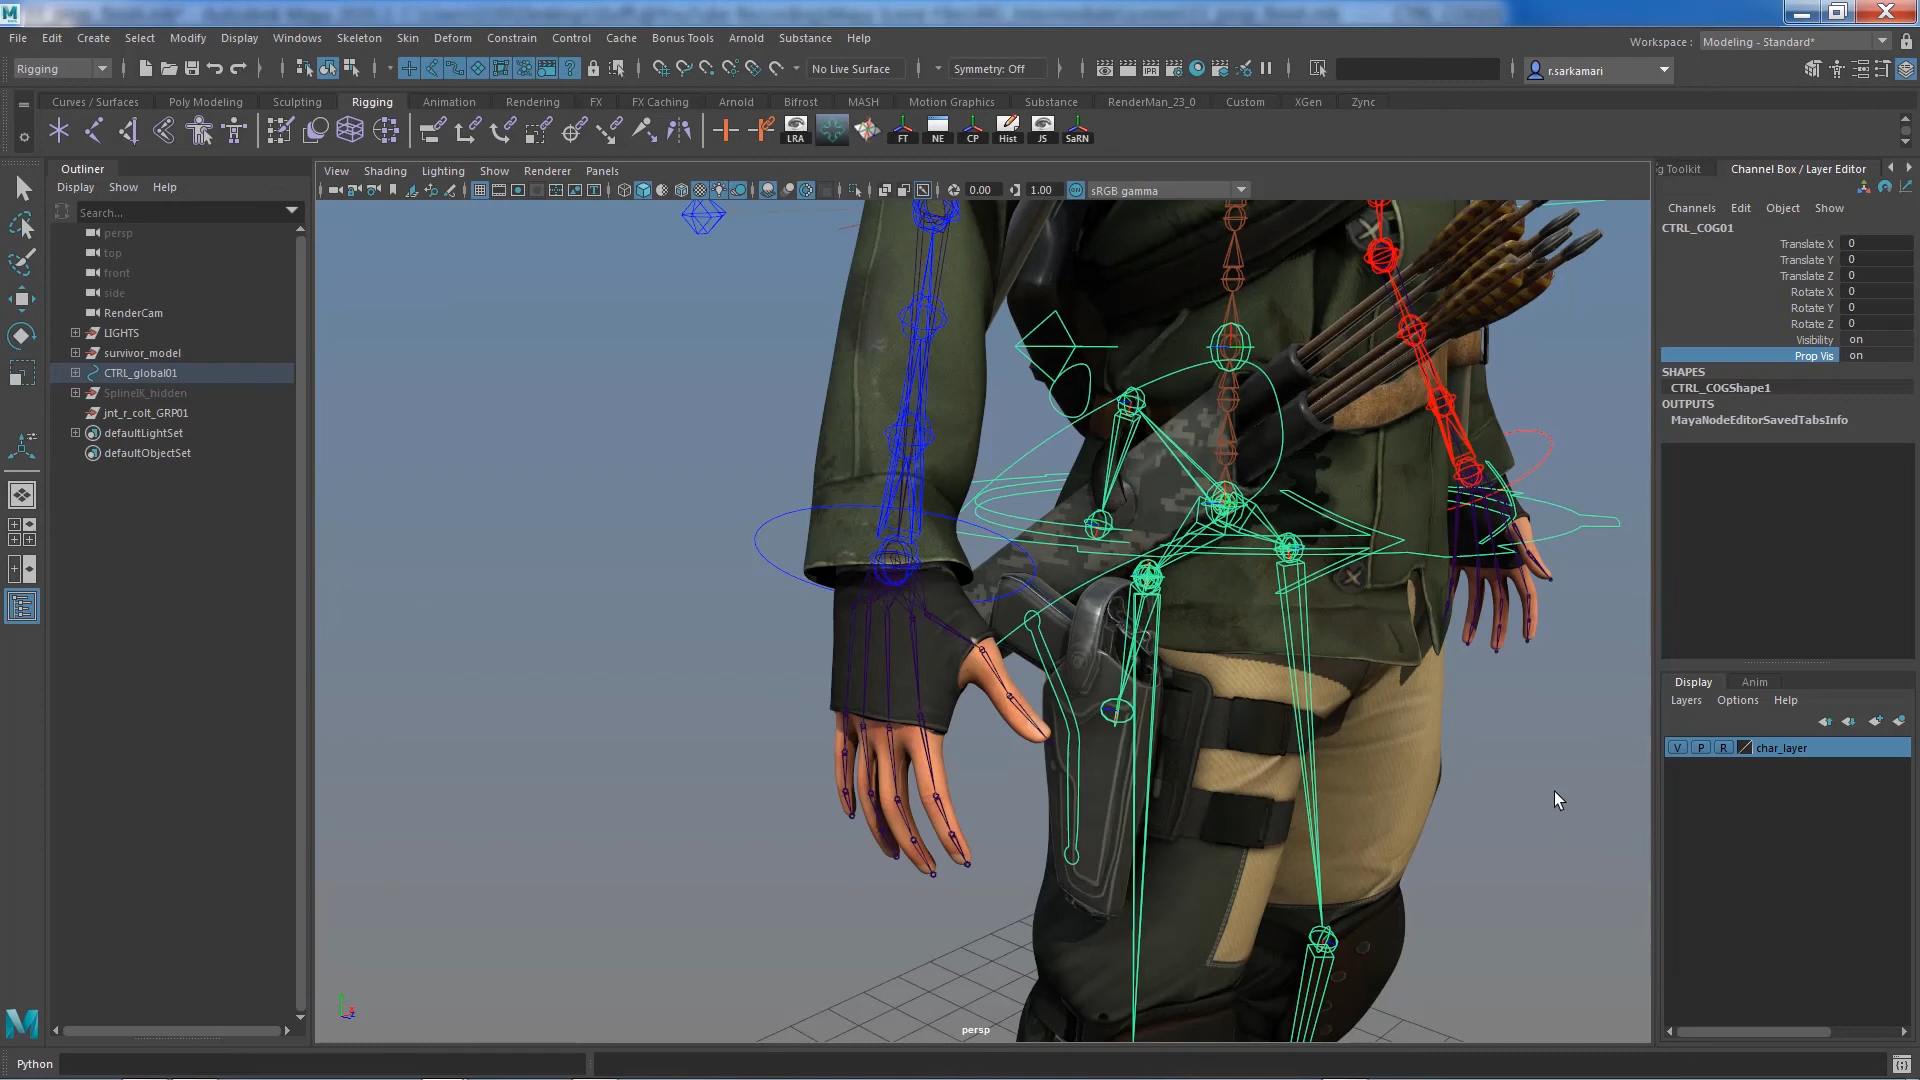 File Edit Create Select Modify Display Windows Skeleton Skin Deform Constrain Control Cache Bonus Tools Arnold Substance Help
Workspace : Modeling - Standard*
Rigging No Live Surface Symmetry: Off r.sarkamari
Curves / Surfaces Poly Modeling Sculpting Rigging Animation Rendering FX FX Caching Arnold Bifrost MASH Motion Graphics Substance RenderMan_23_0 Custom XGen Zync
LRA FT NE CP Hist JS SaRN
Outliner
Display Show Help
Search...
persp
top
front
side
RenderCam
LIGHTS
survivor_model
CTRL_global01
SplineIK_hidden
jnt_r_colt_GRP01
defaultLightSet
defaultObjectSet
View Shading Lighting Show Renderer Panels
0.00 1.00 sRGB gamma
persp
g Toolkit Channel Box / Layer Editor
Channels Edit Object Show
CTRL_COG01
Translate X 0
Translate Y 0
Translate Z 0
Rotate X 0
Rotate Y 0
Rotate Z 0
Visibility on
Prop Vis on
SHAPES
CTRL_COGShape1
OUTPUTS
MayaNodeEditorSavedTabsInfo
Display Anim
Layers Options Help
V P R char_layer
Python